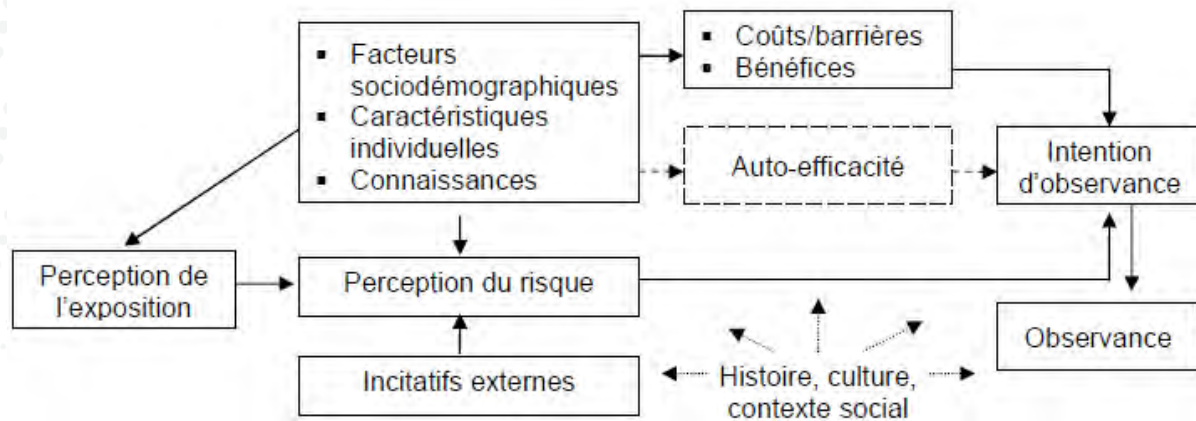 ▪ Facteurs
sociodémographiques
▪ Caractéristiques
individuelles
▪ Connaissances
▪ Coûts/barrières
▪ Bénéfices
Auto-efficacité
Intention
d’observance
Perception de
l’exposition
Perception du risque
Observance
Incitatifs externes
Histoire, culture,
contexte social